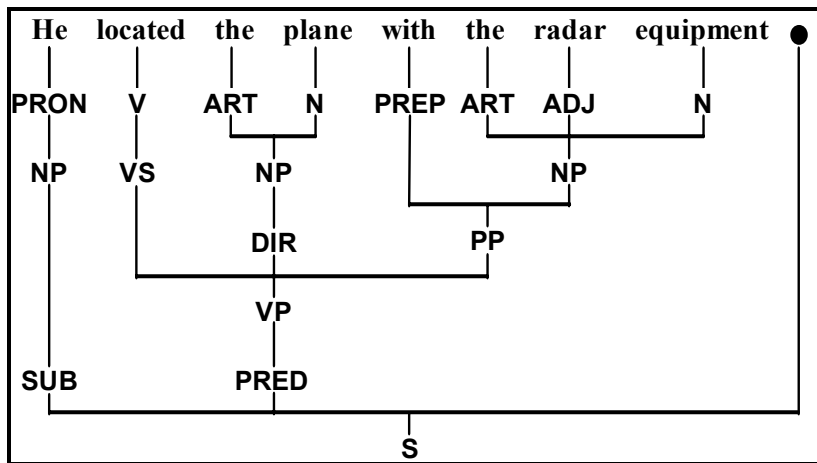 He located the plane with the radar equipment ●
PRON V ART N PREP ART ADJ N
NP VS NP NP
DIR PP
VP
SUB PRED
S